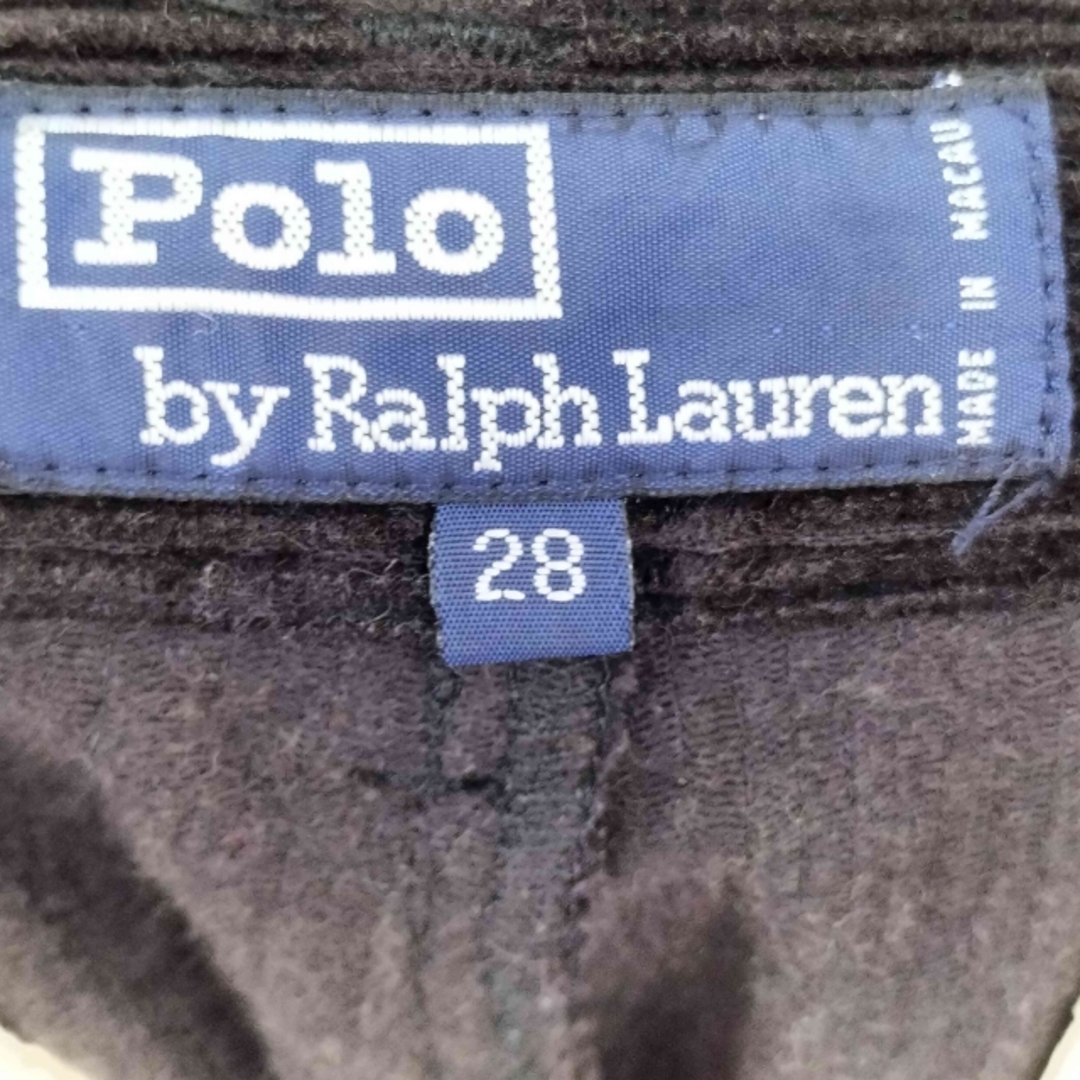 Polo
by Ralph Lauren
MADE IN MACAU
28